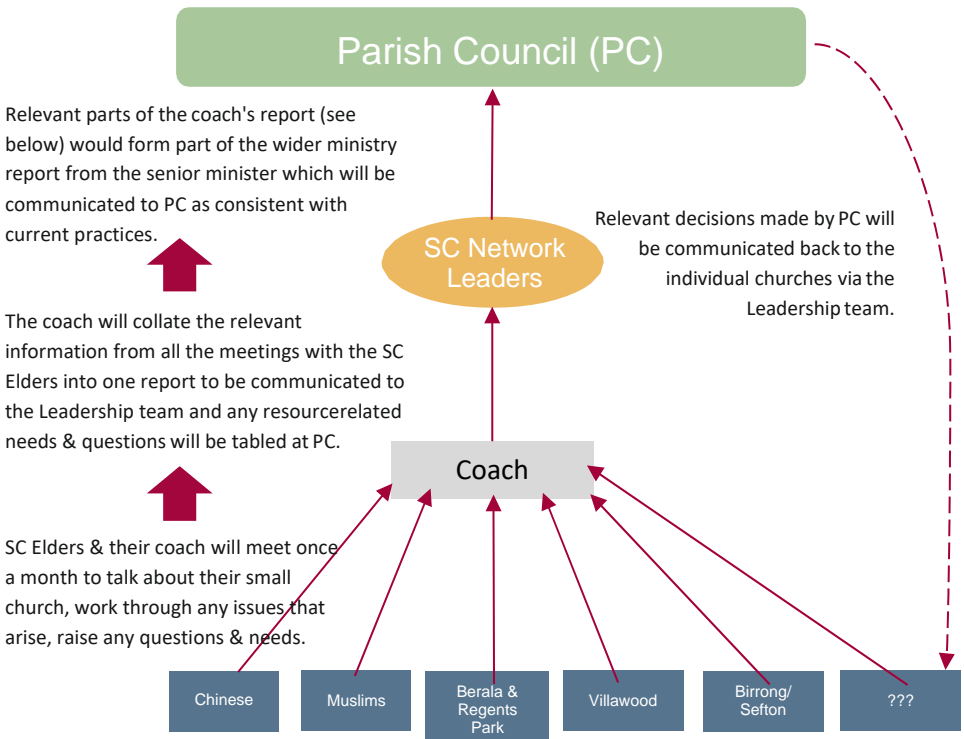 Parish Council (PC)
Relevant parts of the coach's report (see
below) would form part of the wider ministry
report from the senior minister which will be
communicated to PC as consistent with
current practices.
SC Network
Leaders
Relevant decisions made by PC will
be communicated back to the
individual churches via the
Leadership team.
The coach will collate the relevant
information from all the meetings with the SC
Elders into one report to be communicated to
the Leadership team and any resourcerelated
needs & questions will be tabled at PC.
Coach
SC Elders & their coach will meet once
a month to talk about their small
church, work through any issues that
arise, raise any questions & needs.
Chinese
Muslims
Berala &
Regents
Park
Villawood
Birrong/
Sefton
???